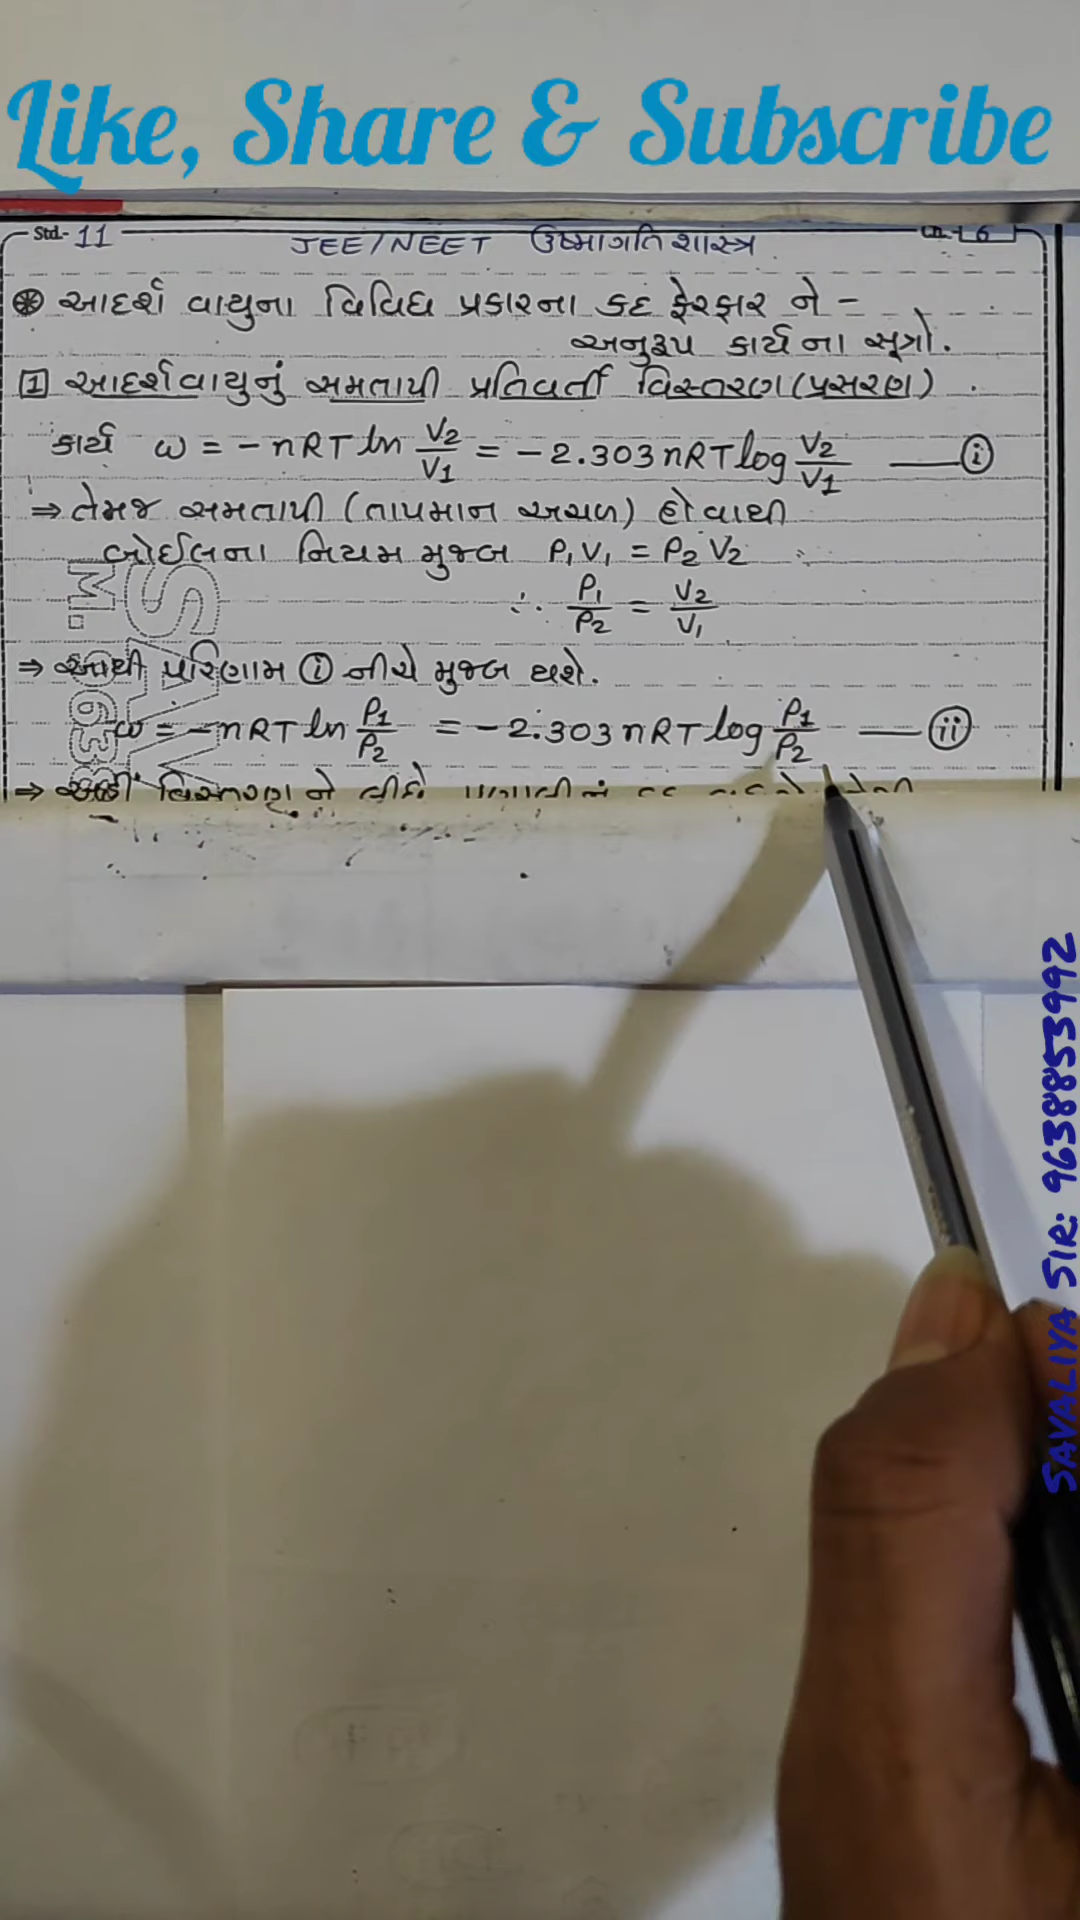 Like, Share & Subscribe
Std.- 11
JEE/NEET ઉષ્માગતિશાસ્ત્ર
Ch.- 6
⊛ આદર્શ વાયુના વિવિધ પ્રકારના કદ ફેરફાર ને -
અનુરૂપ કાર્ય ના સૂત્રો.
1 આદર્શવાયુનું સમતાપી પ્રતિવર્તી વિસ્તરણ (પ્રસરણ)
કાર્ય ω = -nRT ln V2/V1 = -2.303 nRT log V2/V1 —— (i)
⇒ તેમજ સમતાપી (તાપમાન અચળ) હોવાથી
બોઈલના નિયમ મુજબ P1V1 = P2V2
∴ P1/P2 = V2/V1
⇒ આથી પરિણામ (i) નીચે મુજબ થશે.
ω = -nRT ln P1/P2 = -2.303 nRT log P1/P2 —— (ii)
⇒ અહીં વિસ્તરણ ને લીધે
SAVALIYA SIR: 9638853992